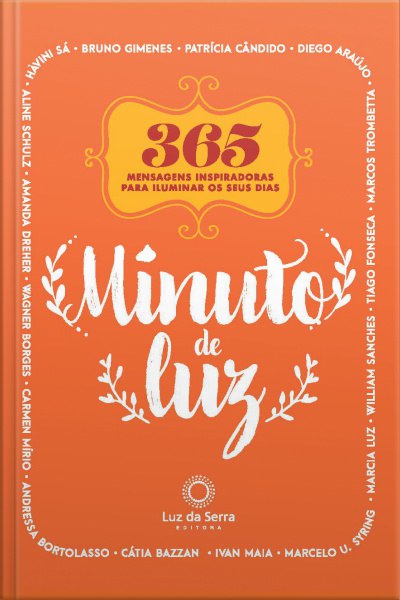 HÄVINI SÁ • BRUNO GIMENES • PATRÍCIA CÂNDIDO • DIEGO ARAÚJO •
MARCOS TROMBETTA • TIAGO FONSECA • WILLIAM SANCHES • MARCIA LUZ •
MARCELO U. SYRING •
IVAN MAIA •
CÁTIA BAZZAN •
ANDRESSA BORTOLASSO •
CARMEN MÍRIO •
WAGNER BORGES •
AMANDA DREHER •
ALINE SCHULZ •
365
MENSAGENS INSPIRADORAS
PARA ILUMINAR OS SEUS DIAS
Minuto
de
luz
Luz da Serra
EDITORA